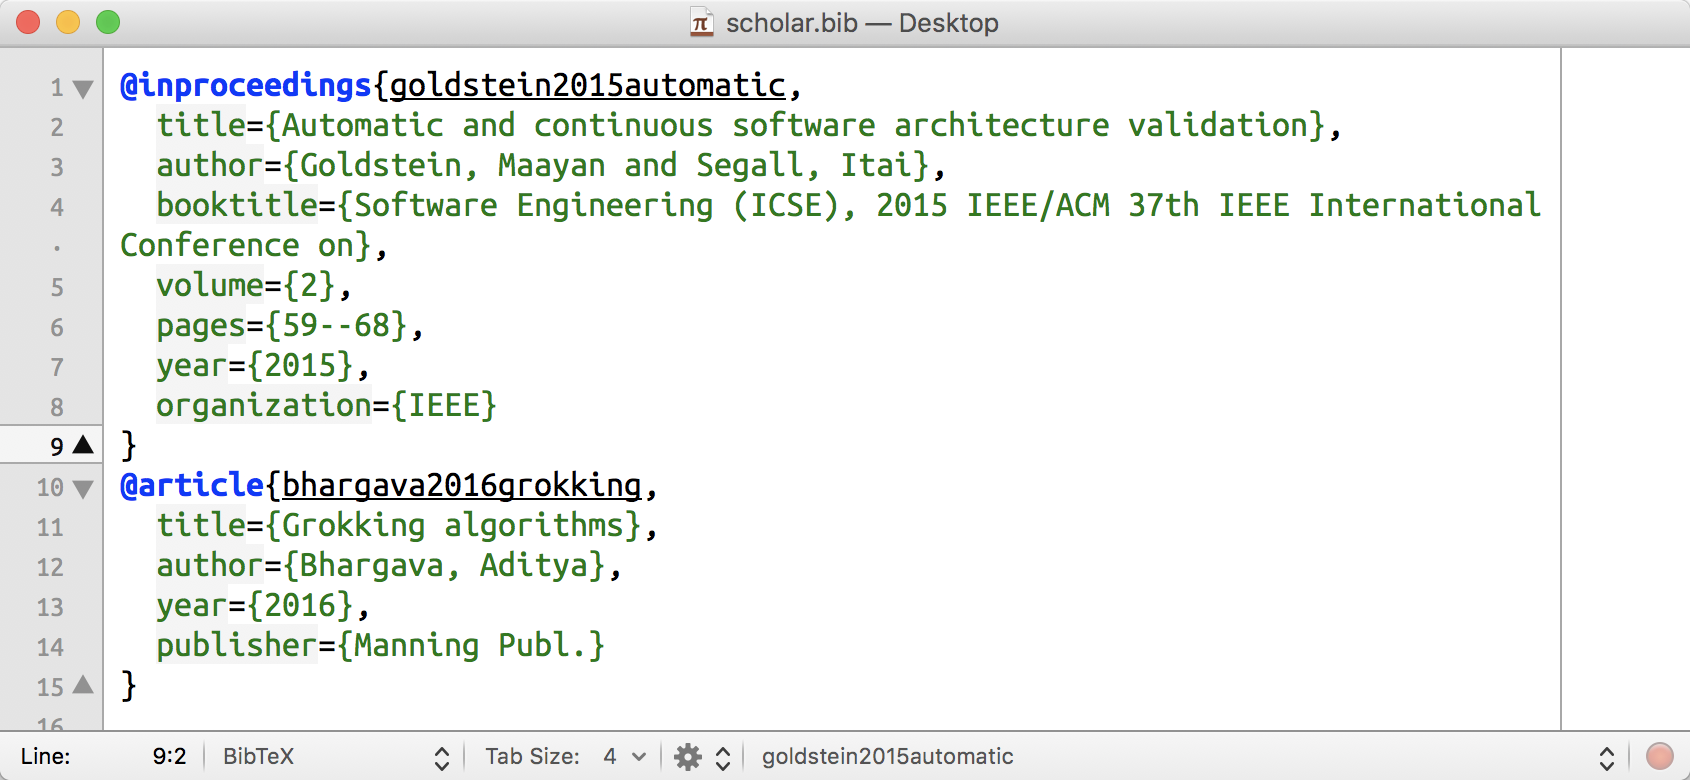 scholar.bib — Desktop
1 @inproceedings{goldstein2015automatic,
2 title={Automatic and continuous software architecture validation},
3 author={Goldstein, Maayan and Segall, Itai},
4 booktitle={Software Engineering (ICSE), 2015 IEEE/ACM 37th IEEE International
· Conference on},
5 volume={2},
6 pages={59--68},
7 year={2015},
8 organization={IEEE}
9 }
10 @article{bhargava2016grokking,
11 title={Grokking algorithms},
12 author={Bhargava, Aditya},
13 year={2016},
14 publisher={Manning Publ.}
15 }
16
Line: 9:2 BibTeX Tab Size: 4 goldstein2015automatic